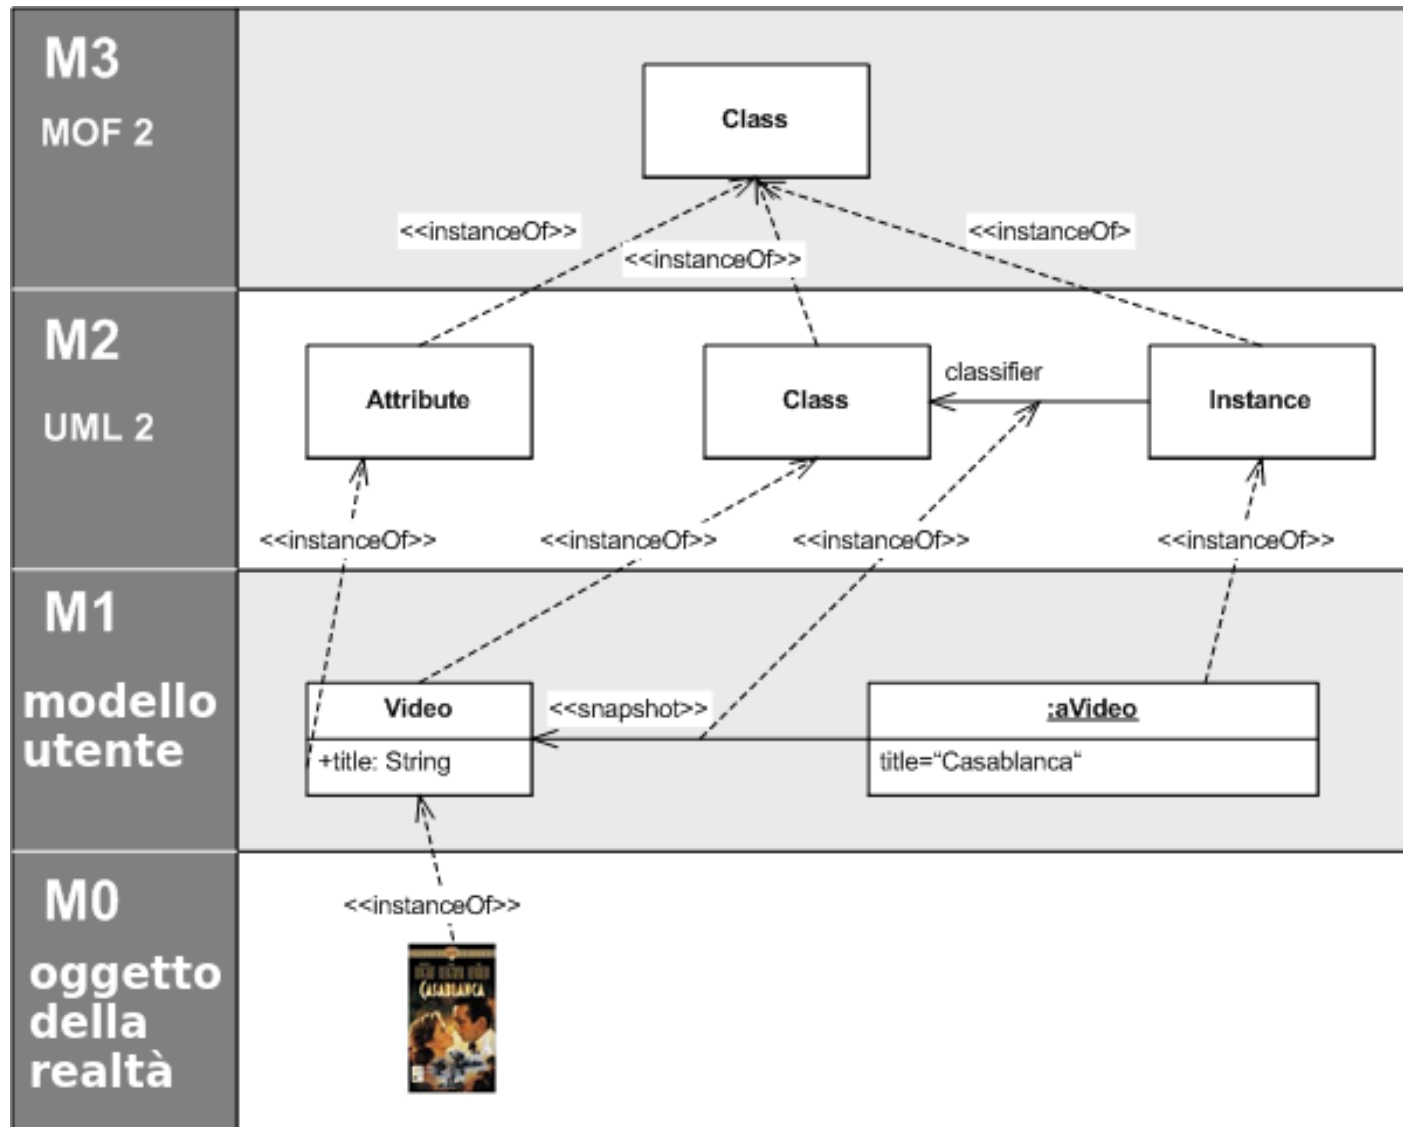 M3
MOF 2
Class
<<instanceOf>>
<<instanceOf>>
<<instanceOf>
M2
UML 2
Attribute
Class
classifier
Instance
<<instanceOf>>
<<instanceOf>>
<<instanceOf>>
<<instanceOf>>
M1
modello
utente
Video
+title: String
<<snapshot>>
:aVideo
title=“Casablanca“
M0
oggetto
della
realtà
<<instanceOf>>
CASABLANCA